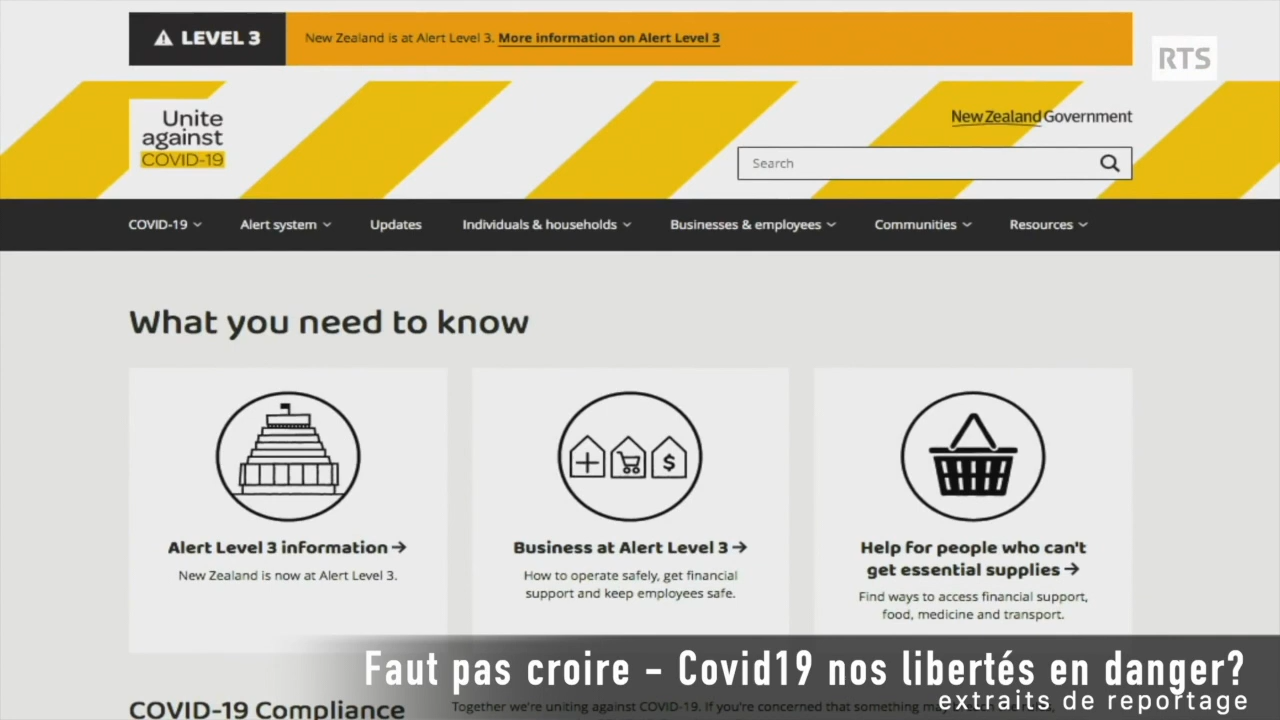 LEVEL 3
New Zealand is at Alert Level 3. More information on Alert Level 3
RTS
Unite
against
COVID-19
New Zealand Government
Search
COVID-19
Alert system
Updates
Individuals & households
Businesses & employees
Communities
Resources
What you need to know
$
Alert Level 3 information →
New Zealand is now at Alert Level 3.
Business at Alert Level 3 →
How to operate safely, get financial
support and keep employees safe.
Help for people who can't
get essential supplies →
Find ways to access financial support,
food, medicine and transport.
Faut pas croire - Covid19 nos libertés en danger?
extraits de reportage
COVID-19 Compliance
Together we're uniting against COVID-19. If you're concerned that something may